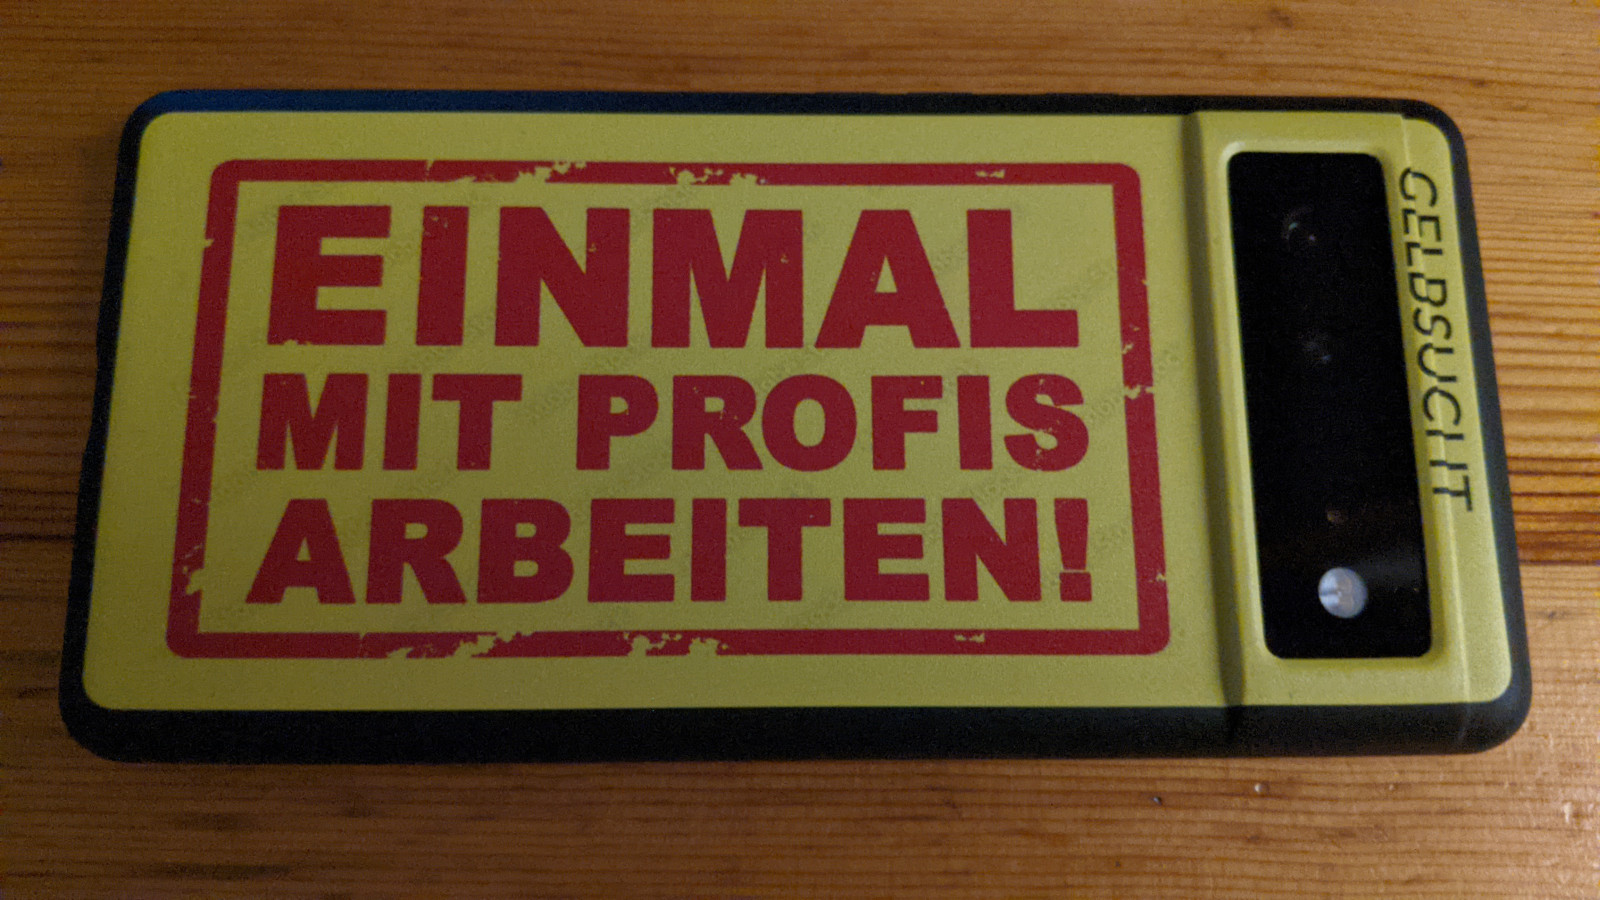 EINMAL
MIT PROFIS
ARBEITEN!
GELBSUCHT